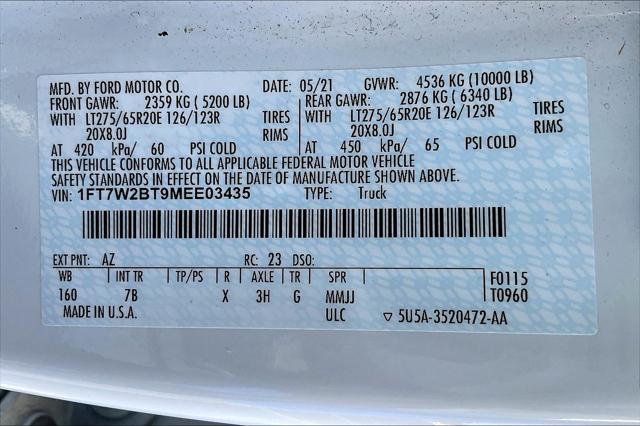 MFD. BY FORD MOTOR CO. DATE: 05/21 GVWR: 4536 KG (10000 LB)
FRONT GAWR: 2359 KG ( 5200 LB) REAR GAWR: 2876 KG ( 6340 LB)
WITH LT275/65R20E 126/123R TIRES WITH LT275/65R20E 126/123R TIRES
20X8.0J RIMS 20X8.0J RIMS
AT 420 kPa/ 60 PSI COLD AT 450 kPa/ 65 PSI COLD
THIS VEHICLE CONFORMS TO ALL APPLICABLE FEDERAL MOTOR VEHICLE
SAFETY STANDARDS IN EFFECT ON THE DATE OF MANUFACTURE SHOWN ABOVE.
VIN: 1FT7W2BT9MEE03435 TYPE: Truck
EXT PNT: AZ RC: 23 DSO:
WB INT TR TP/PS R AXLE TR SPR F0115
160 7B X 3H G MMJJ T0960
MADE IN U.S.A. ULC ▽ 5U5A-3520472-AA